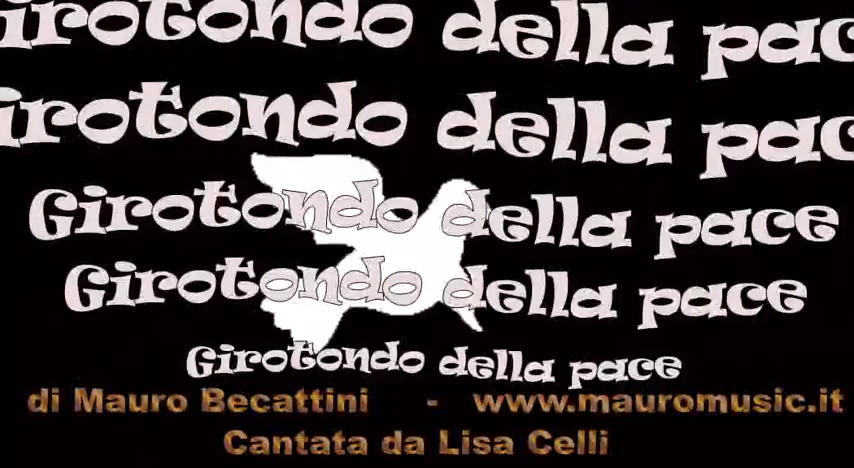 irotondo della pac
irotondo della pac
Girotondo della pace
Girotondo della pace
Girotondo della pace
di Mauro Becattini - www.mauromusic.it
Cantata da Lisa Celli